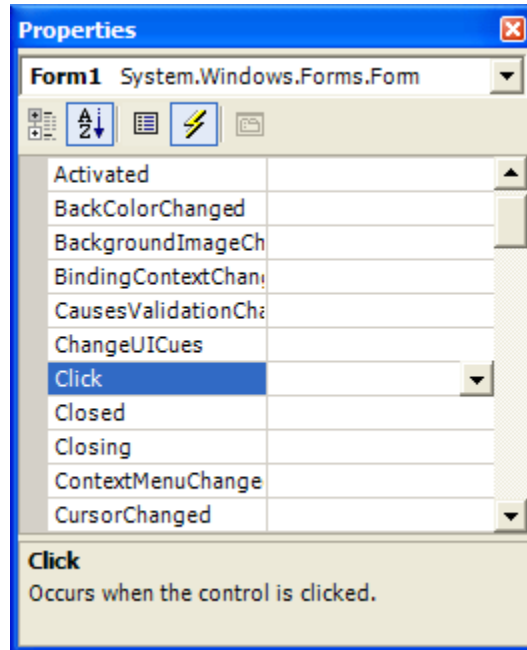 Properties
Form1 System.Windows.Forms.Form
Activated
BackColorChanged
BackgroundImageCh
BindingContextChan
CausesValidationCha
ChangeUICues
Click
Closed
Closing
ContextMenuChange
CursorChanged
Click
Occurs when the control is clicked.